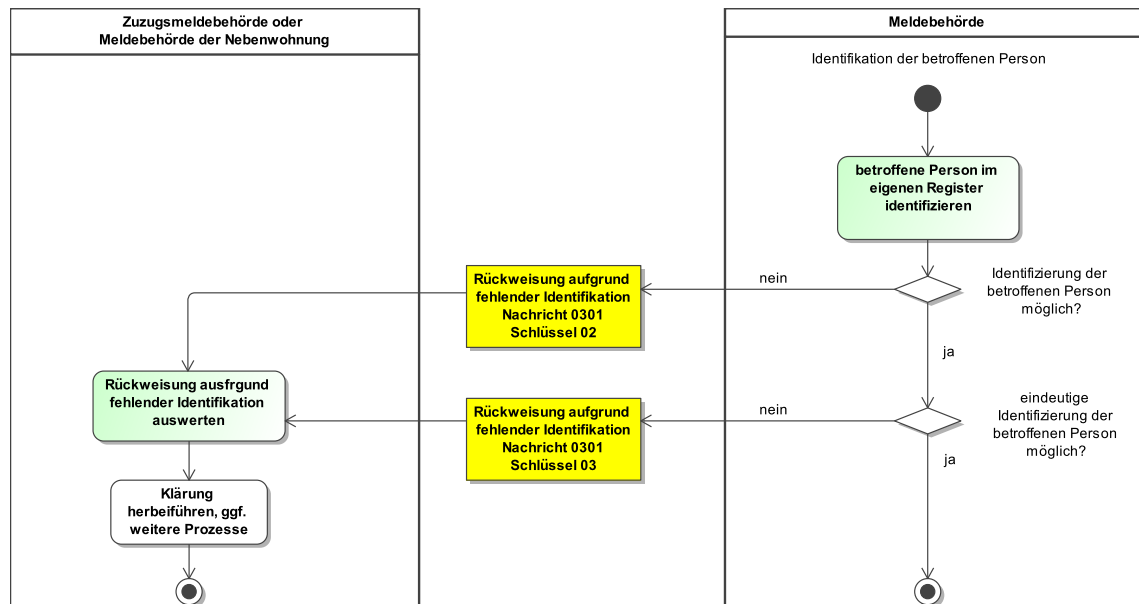 Zuzugsmeldebehörde oder
Meldebehörde der Nebenwohnung
Meldebehörde
Identifikation der betroffenen Person
betroffene Person im
eigenen Register
identifizieren
Identifizierung der
betroffenen Person
möglich?
nein
Rückweisung aufgrund
fehlender Identifikation
Nachricht 0301
Schlüssel 02
ja
eindeutige
Identifizierung der
betroffenen Person
möglich?
nein
Rückweisung aufgrund
fehlender Identifikation
Nachricht 0301
Schlüssel 03
ja
Rückweisung ausfrgund
fehlender Identifikation
auswerten
Klärung
herbeiführen, ggf.
weitere Prozesse